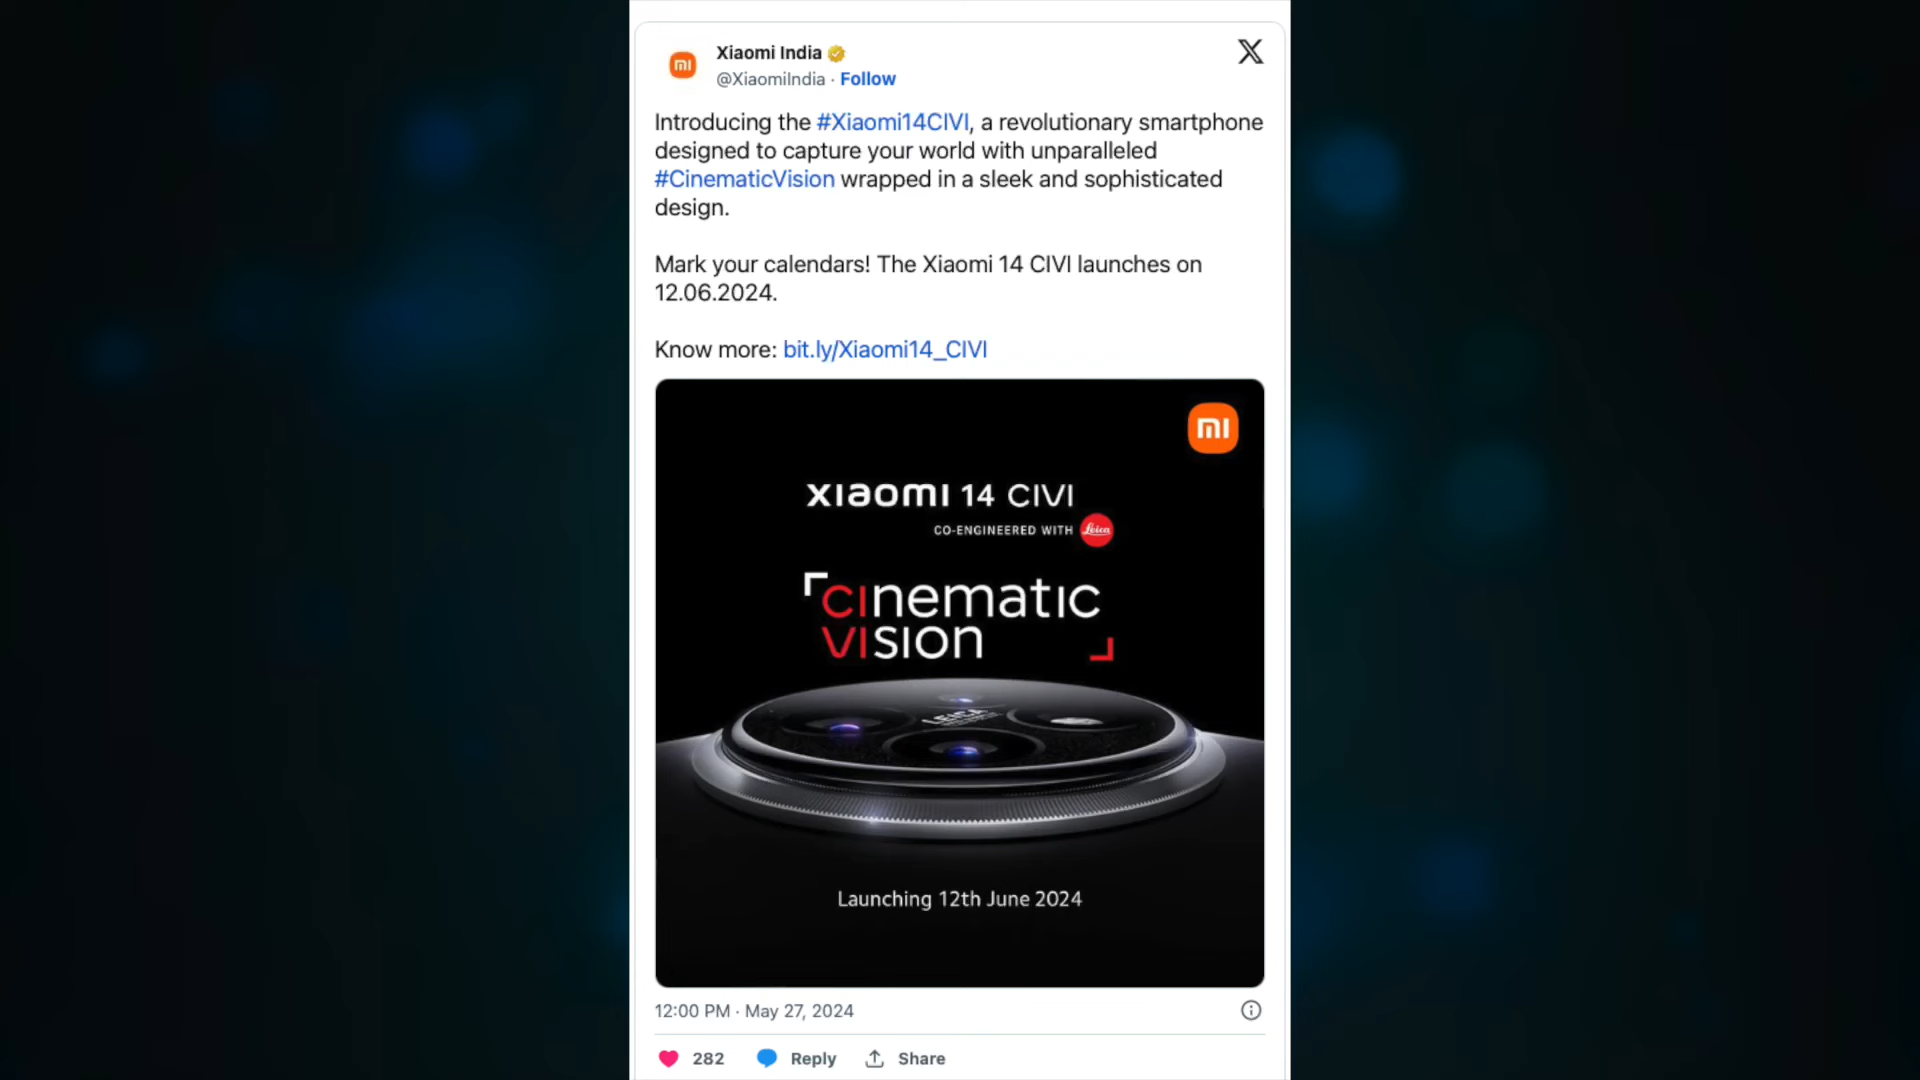 Xiaomi India
@XiaomiIndia · Follow
Introducing the #Xiaomi14CIVI, a revolutionary smartphone
designed to capture your world with unparalleled
#CinematicVision wrapped in a sleek and sophisticated
design.
Mark your calendars! The Xiaomi 14 CIVI launches on
12.06.2024.
Know more: bit.ly/Xiaomi14_CIVI
mi
xiaomi 14 CIVI
CO-ENGINEERED WITH Leica
cinematic
vision
LEICA
Launching 12th June 2024
12:00 PM · May 27, 2024
282 Reply Share